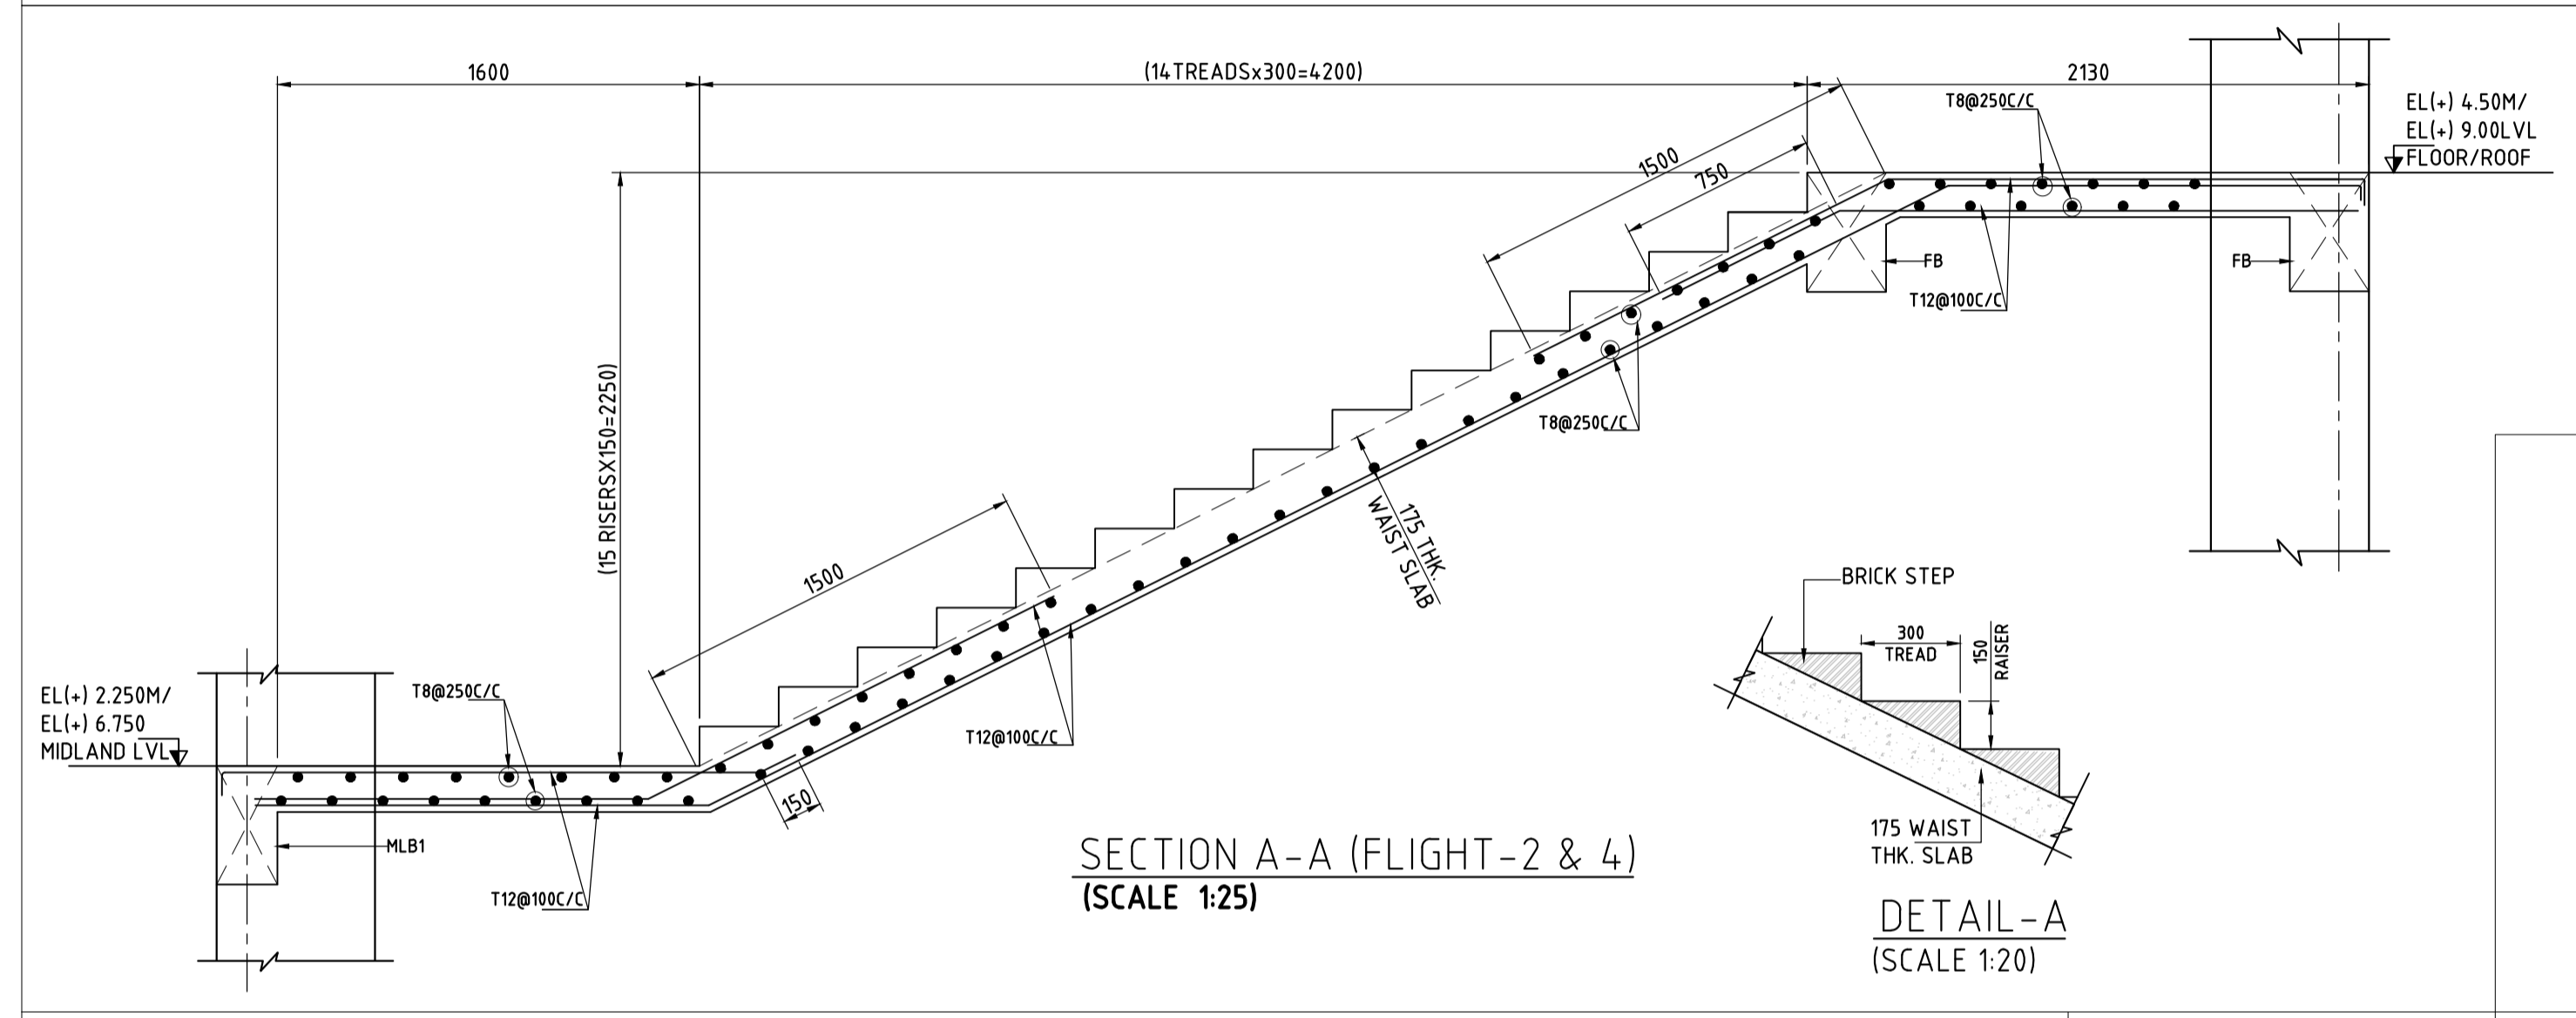 1600
(14TREADSx300=4200)
2130
T8@250C/C
EL(+) 4.50M/
EL(+) 9.00LVL
FLOOR/ROOF
1500
750
FB
FB
T12@100C/C
(15 RISERSX150=2250)
T8@250C/C
175 THK.
WAIST SLAB
1500
BRICK STEP
300
TREAD
150
RAISER
EL(+) 2.250M/
EL(+) 6.750
MIDLAND LVL
T8@250C/C
T12@100C/C
150
MLB1
T12@100C/C
175 WAIST
THK. SLAB
SECTION A-A (FLIGHT-2 & 4)
(SCALE 1:25)
DETAIL-A
(SCALE 1:20)